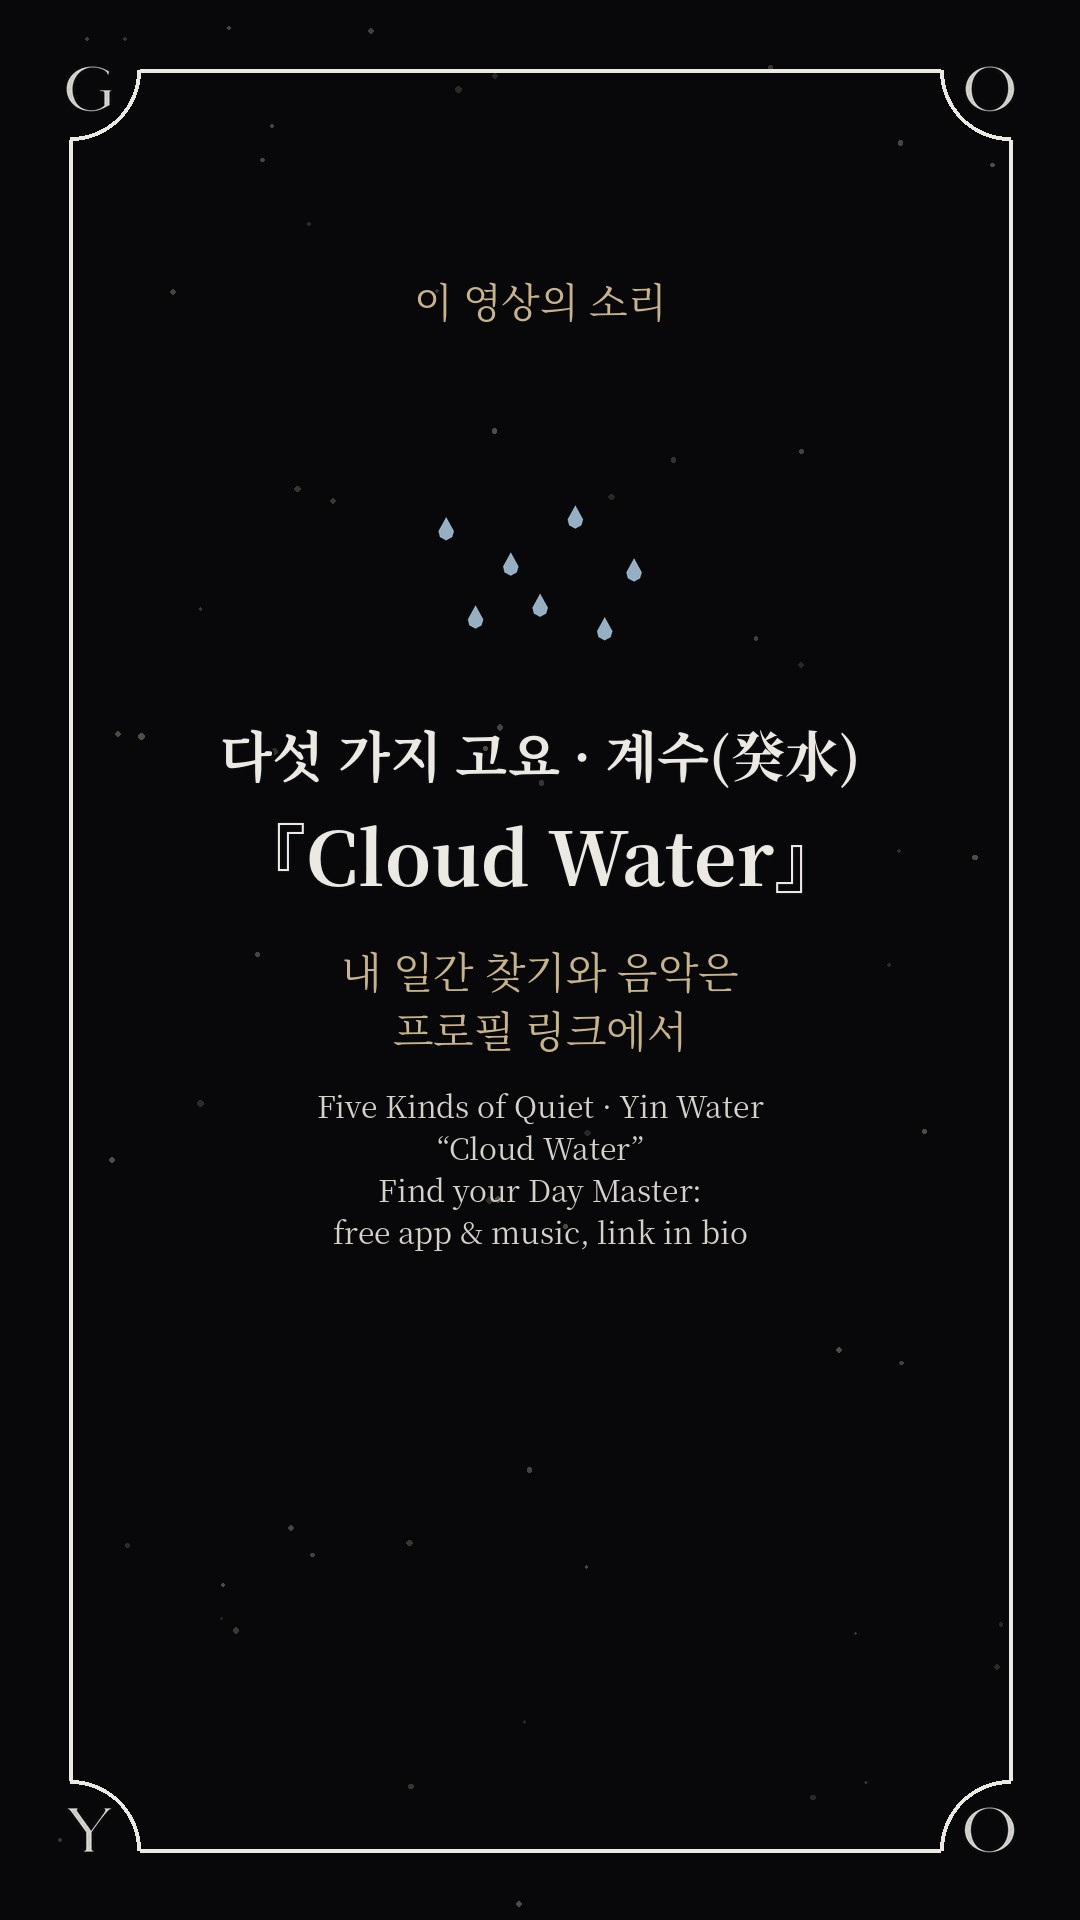 G O
이 영상의 소리
다섯 가지 고요 · 계수(癸水)
『Cloud Water』
내 일간 찾기와 음악은
프로필 링크에서
Five Kinds of Quiet · Yin Water
“Cloud Water”
Find your Day Master:
free app & music, link in bio
Y O